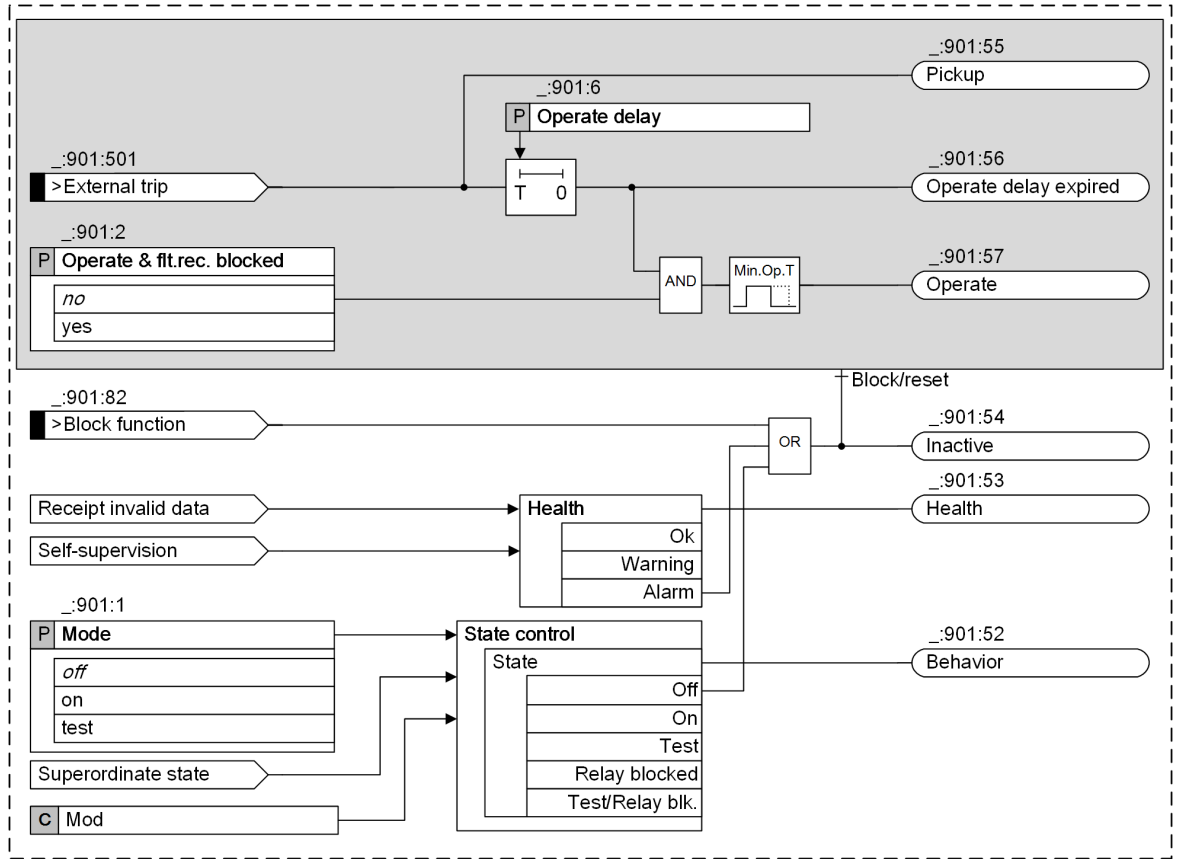 _:901:55
Pickup
_:901:6
P Operate delay
_:901:501
>External trip
T 0
_:901:56
Operate delay expired
_:901:2
P Operate & flt.rec. blocked
no
yes
AND
Min.Op.T
_:901:57
Operate
Block/reset
_:901:82
>Block function
OR
_:901:54
Inactive
_:901:53
Health
Receipt invalid data
Self-supervision
Health
Ok
Warning
Alarm
_:901:1
P Mode
off
on
test
Superordinate state
C Mod
State control
State
Off
On
Test
Relay blocked
Test/Relay blk.
_:901:52
Behavior